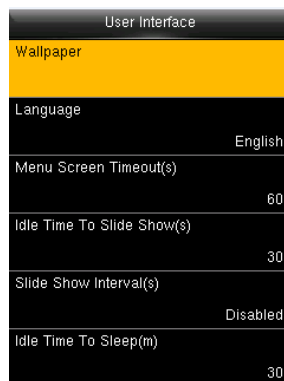 User Interface
Wallpaper
Language
English
Menu Screen Timeout(s)
60
Idle Time To Slide Show(s)
30
Slide Show Interval(s)
Disabled
Idle Time To Sleep(m)
30